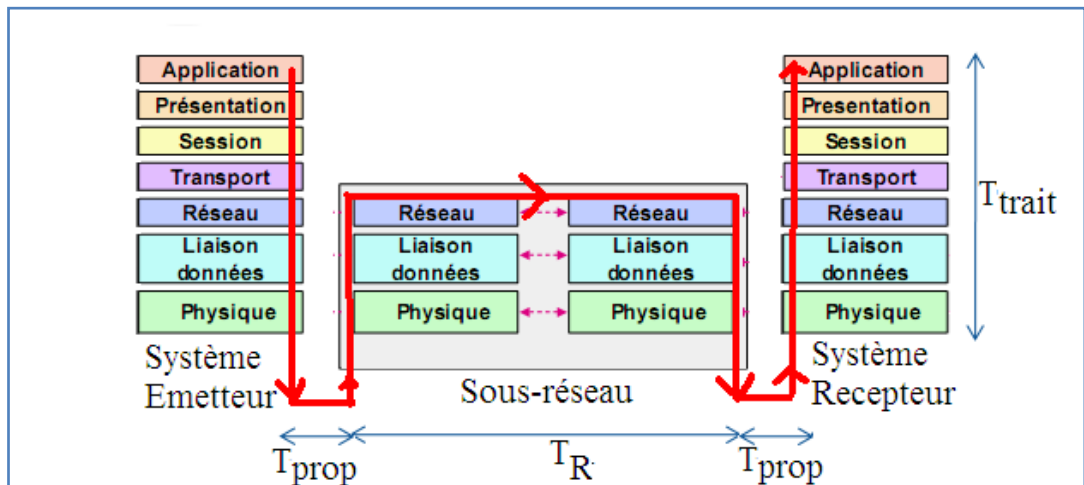 Application
Présentation
Session
Transport
Réseau
Liaison
données
Physique
Système
Emetteur
Réseau
Liaison
données
Physique
Réseau
Liaison
données
Physique
Sous-réseau
Application
Presentation
Session
Transport
Réseau
Liaison
données
Physique
Système
Recepteur
Ttrait
Tprop
TR
Tprop